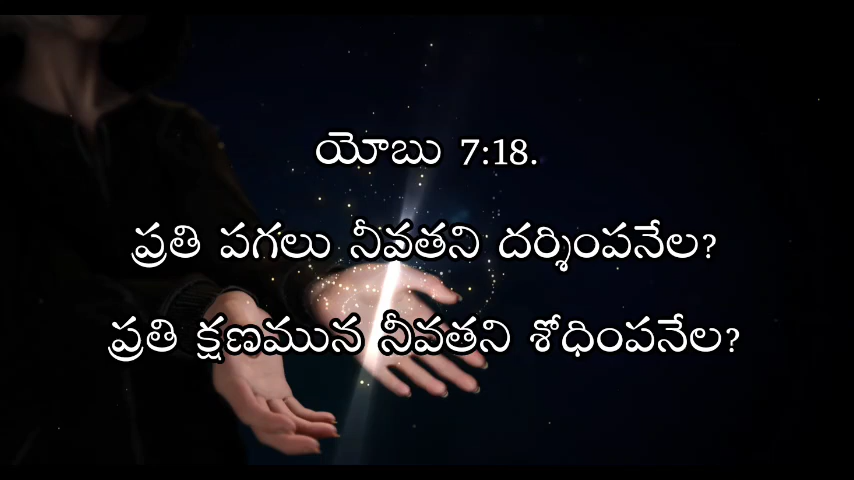 యోబు 7:18.
ప్రతి పగలు నీవతని దర్శింపనేల?
ప్రతి క్షణమున నీవతని శోధింపనేల?